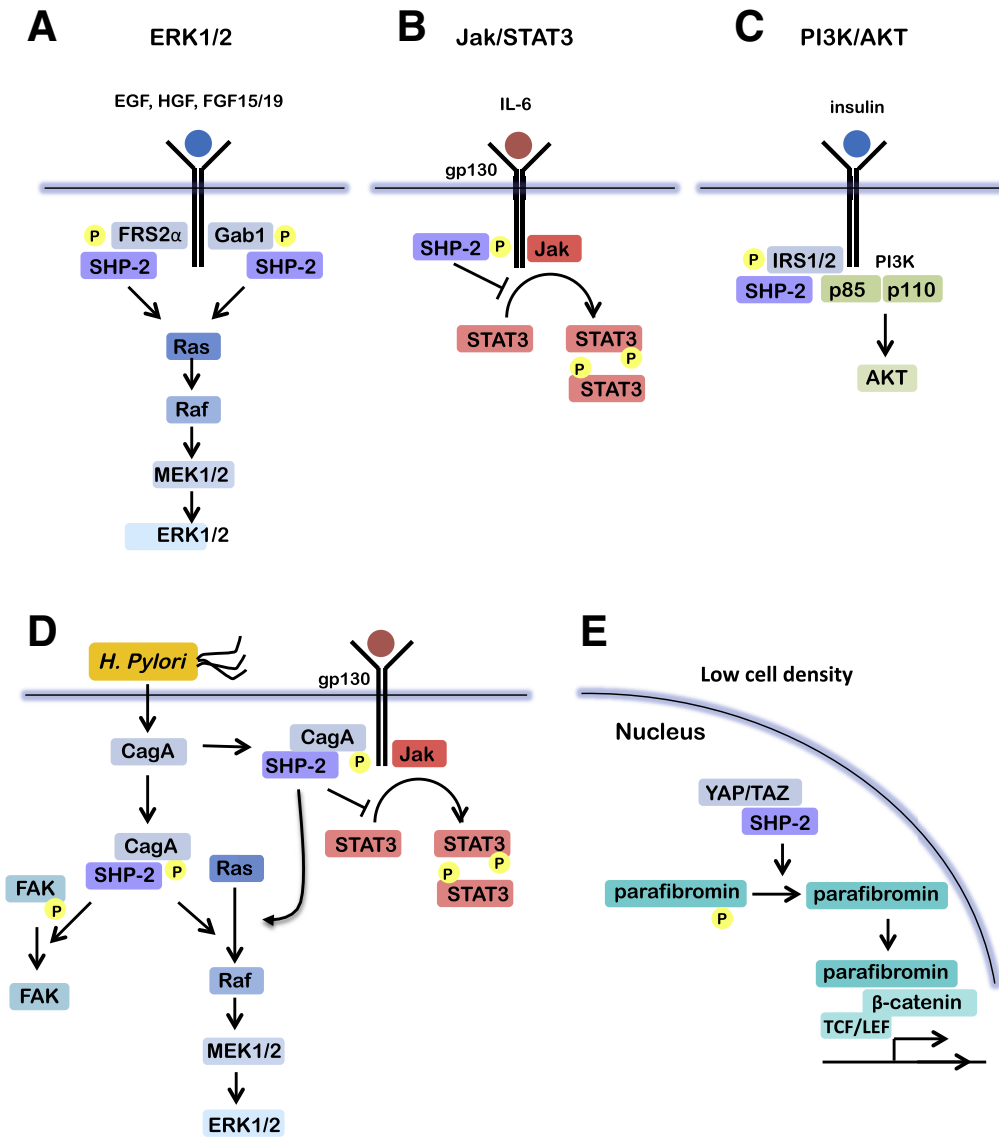 A
ERK1/2
EGF, HGF, FGF15/19
P
FRS2α
Gab1
P
SHP-2
SHP-2
Ras
Raf
MEK1/2
ERK1/2
B
Jak/STAT3
IL-6
gp130
SHP-2
P
Jak
STAT3
STAT3
P
P
STAT3
C
PI3K/AKT
insulin
P
IRS1/2
PI3K
SHP-2
p85
p110
AKT
D
H. Pylori
gp130
CagA
CagA
SHP-2
P
Jak
STAT3
STAT3
P
P
STAT3
CagA
SHP-2
P
Ras
FAK
P
FAK
Raf
MEK1/2
ERK1/2
E
Low cell density
Nucleus
YAP/TAZ
SHP-2
parafibromin
P
parafibromin
parafibromin
β-catenin
TCF/LEF